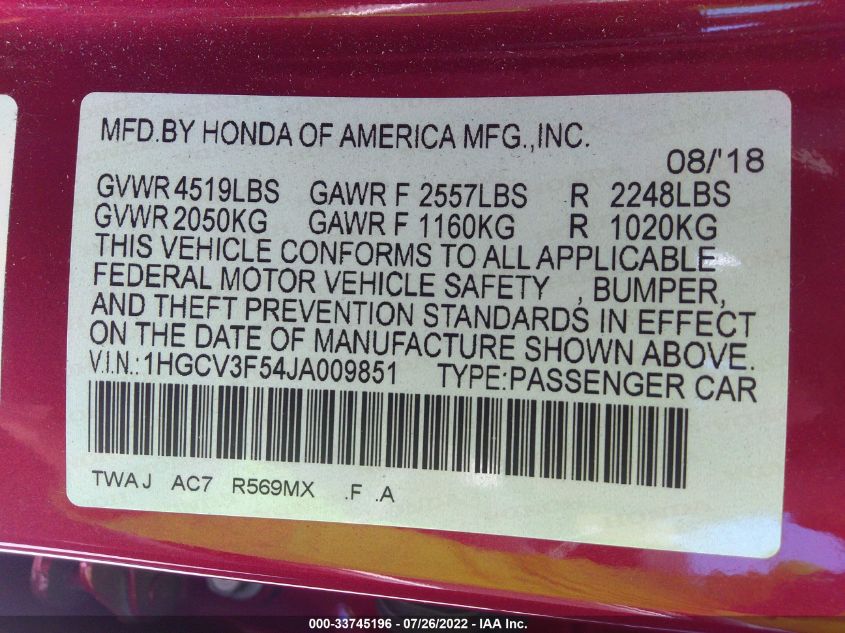 MFD.BY HONDA OF AMERICA MFG.,INC.
08/'18
GVWR 4519LBS GAWR F 2557LBS R 2248LBS
GVWR 2050KG GAWR F 1160KG R 1020KG
THIS VEHICLE CONFORMS TO ALL APPLICABLE
FEDERAL MOTOR VEHICLE SAFETY , BUMPER,
AND THEFT PREVENTION STANDARDS IN EFFECT
ON THE DATE OF MANUFACTURE SHOWN ABOVE.
V.I.N.:1HGCV3F54JA009851 TYPE:PASSENGER CAR
TWAJ AC7 R569MX .F .A
000-33745196 - 07/26/2022 - IAA Inc.